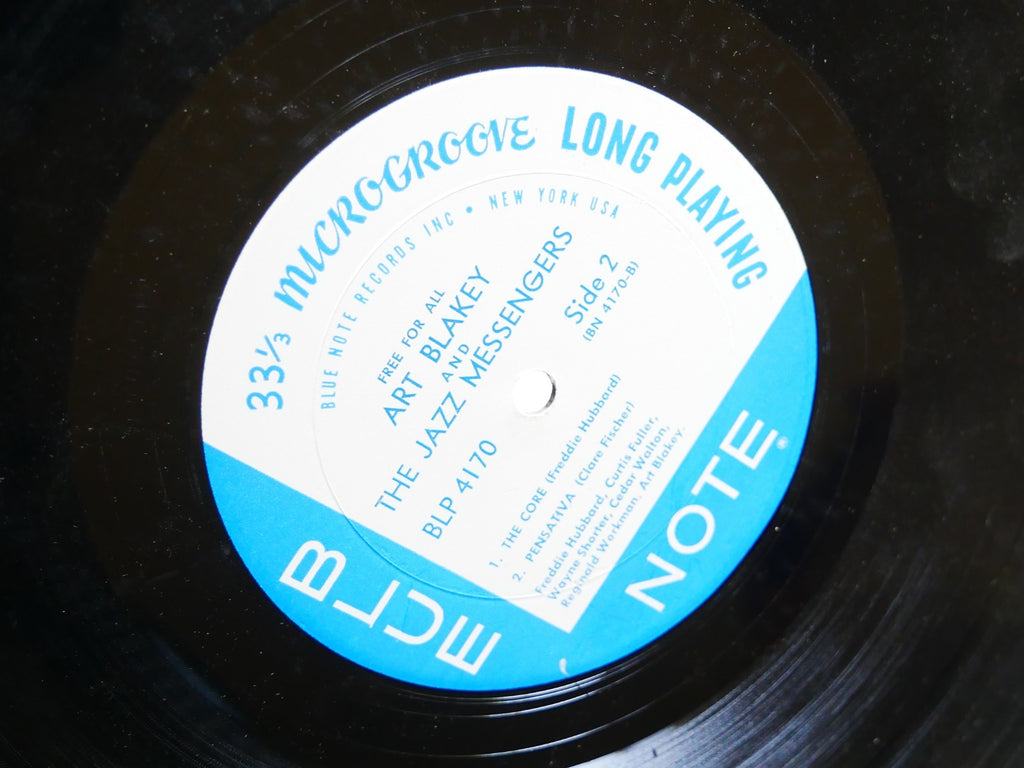 33⅓ MICROGROOVE LONG PLAYING
BLUE NOTE RECORDS INC • NEW YORK USA
FREE FOR ALL
ART BLAKEY
AND
THE JAZZ MESSENGERS
BLP 4170
Side 2
(BN 4170-B)
1. THE CORE (Freddie Hubbard)
2. PENSATIVA (Clare Fischer)
Freddie Hubbard, Curtis Fuller,
Wayne Shorter, Cedar Walton,
Reginald Workman, Art Blakey.
BLUE
NOTE®